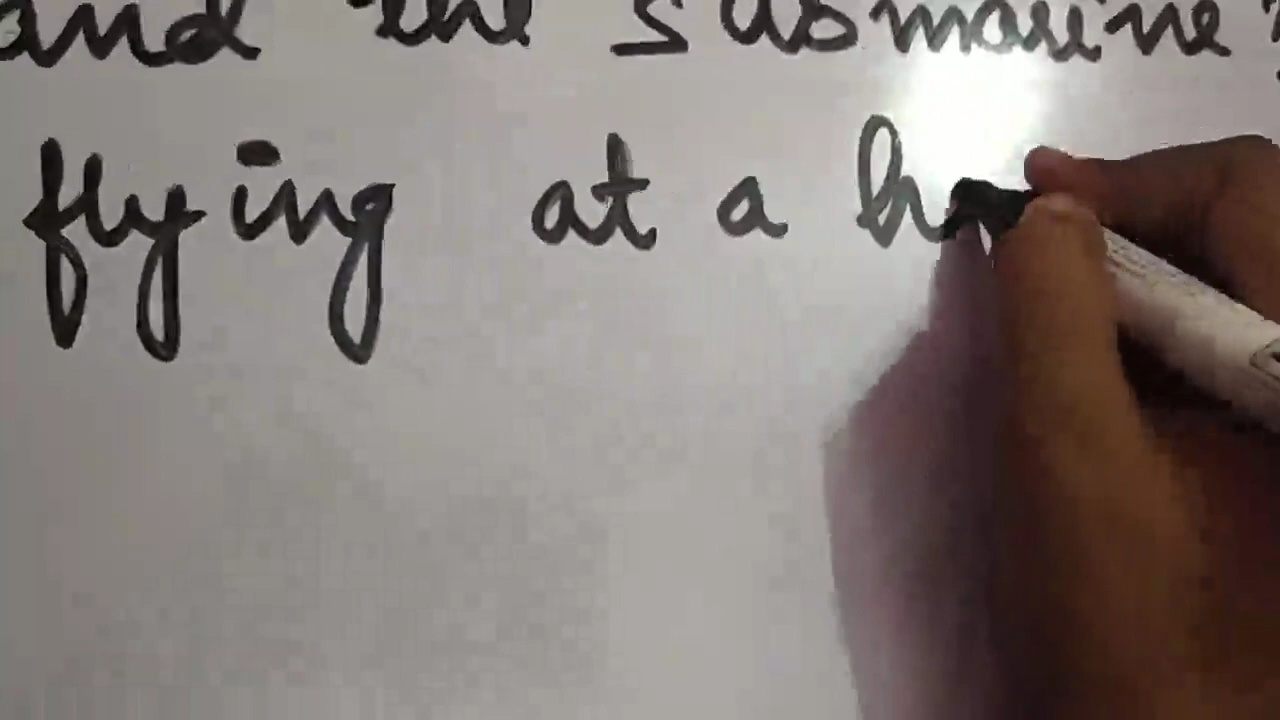 and the submarine?
flying at a h